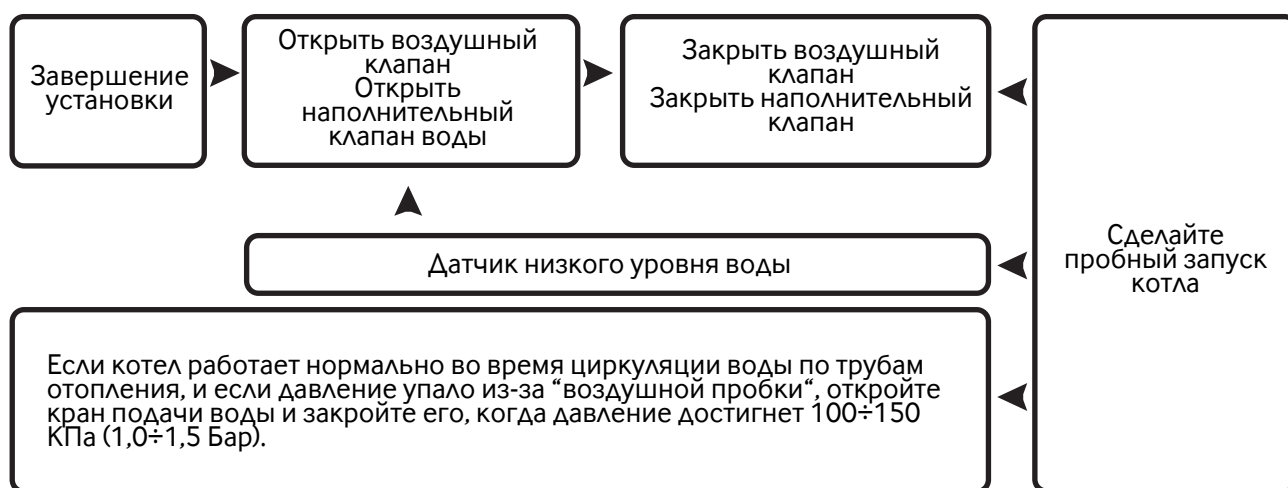 Завершение
установки
Открыть воздушный
клапан
Открыть
наполнительный
клапан воды
Закрыть воздушный
клапан
Закрыть наполнительный
клапан
Сделайте
пробный запуск
котла
Датчик низкого уровня воды
Если котел работает нормально во время циркуляции воды по трубам
отопления, и если давление упало из-за “воздушной пробки“, откройте
кран подачи воды и закройте его, когда давление достигнет 100÷150
КПа (1,0÷1,5 Бар).